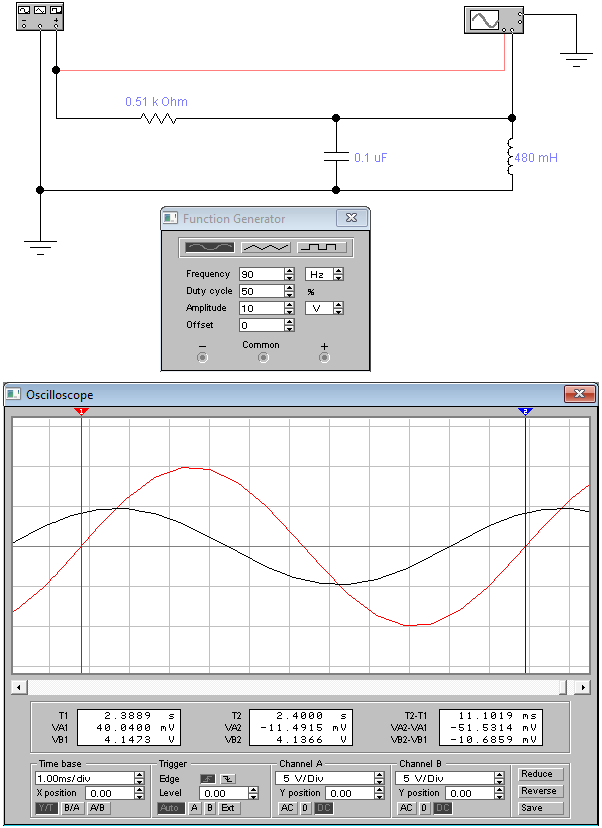 0.51 k Ohm
0.1 uF
480 mH
Function Generator
Frequency 90 Hz
Duty cycle 50 %
Amplitude 10 V
Offset 0
− Common +
Oscilloscope
1 2
T1 2.3889 s T2 2.4000 s T2-T1 11.1019 ms
VA1 40.0400 mV VA2 -11.4915 mV VA2-VA1 -51.5314 mV
VB1 4.1473 V VB2 4.1366 V VB2-VB1 -10.6859 mV
Time base Trigger Channel A Channel B Reduce
1.00ms/div Edge 5 V/Div 5 V/Div Reverse
X position 0.00 Level 0.00 Y position 0.00 Y position 0.00
Y/T B/A A/B Auto A B Ext AC 0 DC AC 0 DC Save